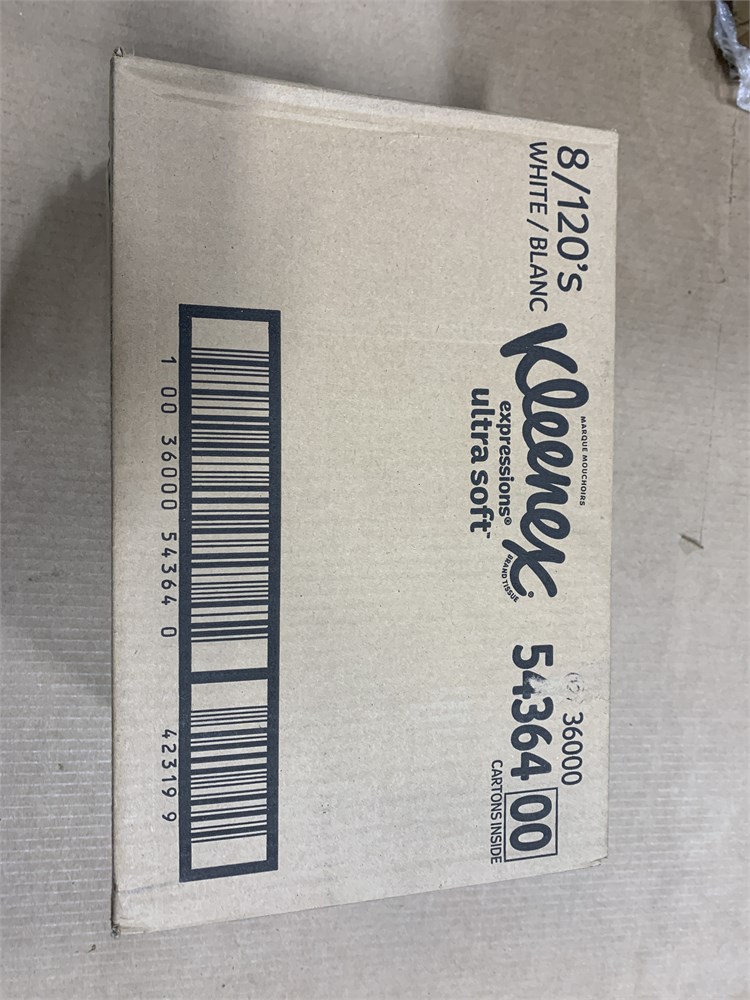 8/120's
WHITE / BLANC
MARQUE MOUCHOIRS
Kleenex
BRAND TISSUE
expressions®
ultra soft™
36000
54364 00
CARTONS INSIDE
1 00 36000 54364 0
423199